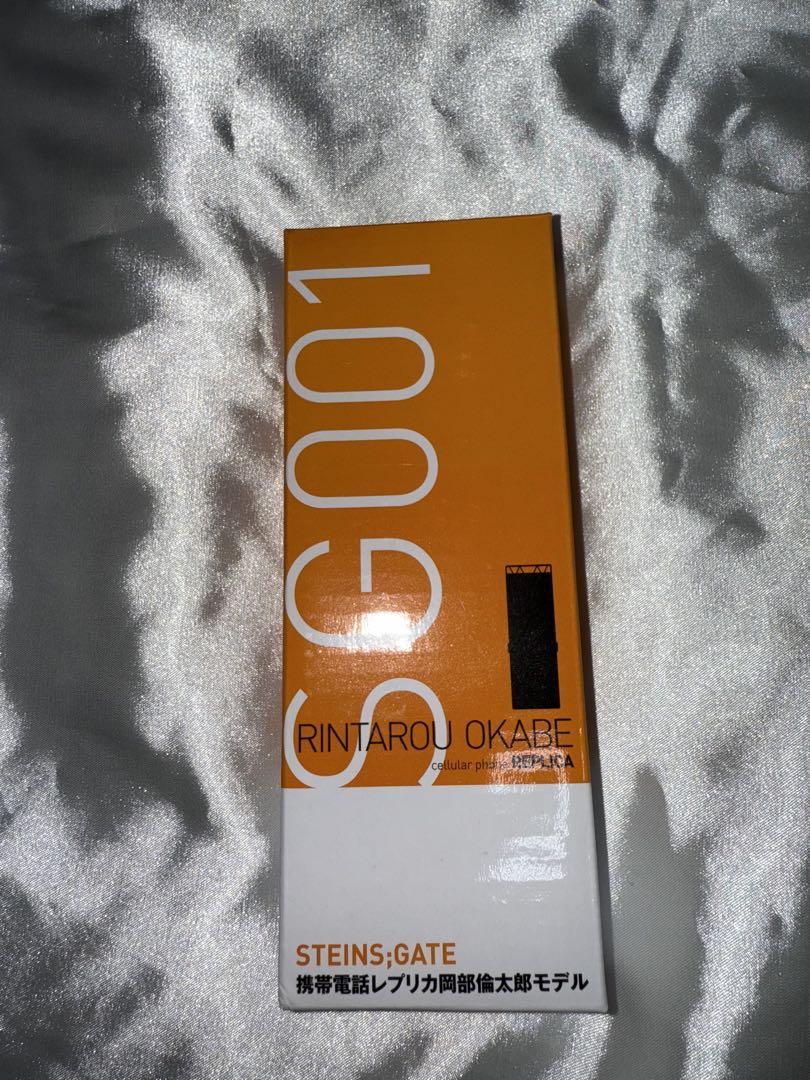 SG001
RINTAROU OKABE
cellular phone REPLICA
STEINS;GATE
携帯電話レプリカ岡部倫太郎モデル